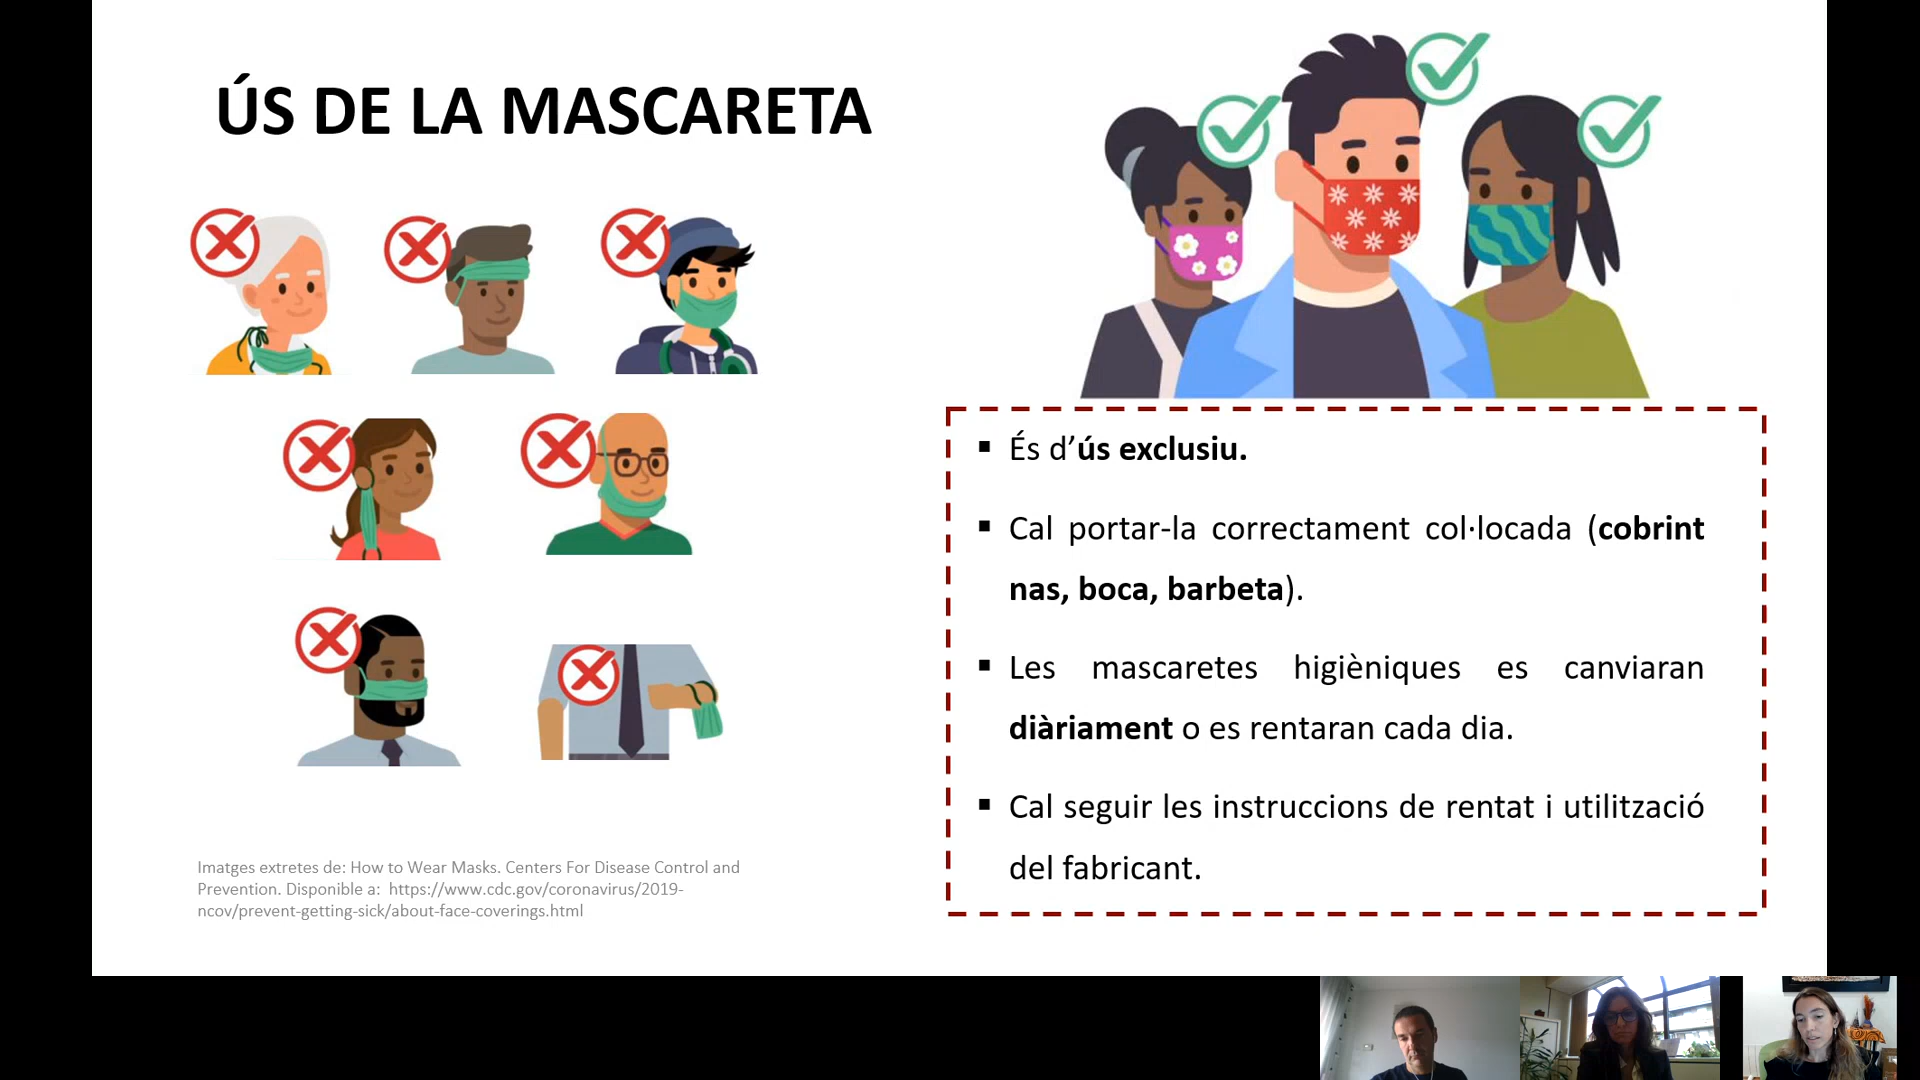 ÚS DE LA MASCARETA
▪ És d’ús exclusiu.
▪ Cal portar-la correctament col·locada (cobrint
nas, boca, barbeta).
▪ Les mascaretes higièniques es canviaran
diàriament o es rentaran cada dia.
▪ Cal seguir les instruccions de rentat i utilització
del fabricant.
Imatges extretes de: How to Wear Masks. Centers For Disease Control and
Prevention. Disponible a: https://www.cdc.gov/coronavirus/2019-
ncov/prevent-getting-sick/about-face-coverings.html